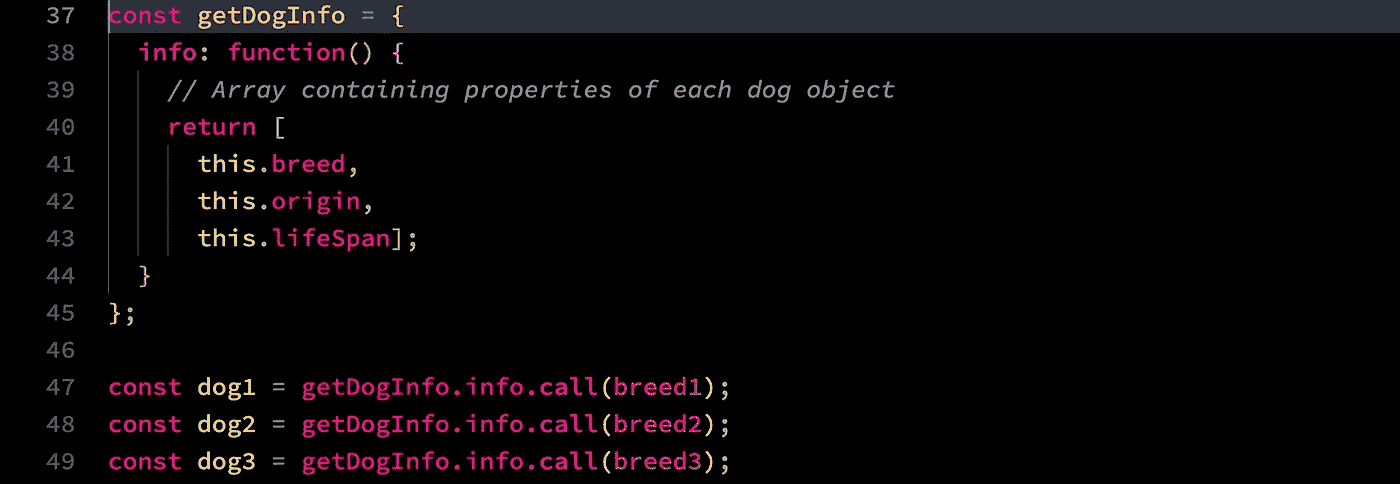 37 const getDogInfo = {
38   info: function() {
39     // Array containing properties of each dog object
40     return [
41       this.breed,
42       this.origin,
43       this.lifeSpan];
44   }
45 };
46
47 const dog1 = getDogInfo.info.call(breed1);
48 const dog2 = getDogInfo.info.call(breed2);
49 const dog3 = getDogInfo.info.call(breed3);